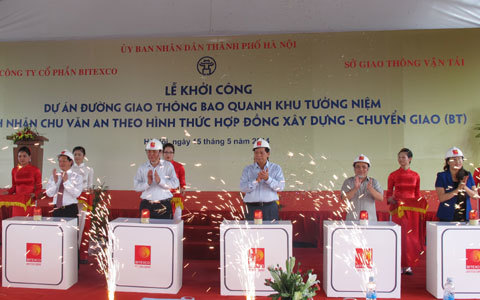 ỦY BAN NHÂN DÂN THÀNH PHỐ HÀ NỘI
CÔNG TY CỔ PHẦN BITEXCO
SỞ GIAO THÔNG VẬN TẢI
LỄ KHỞI CÔNG
DỰ ÁN ĐƯỜNG GIAO THÔNG BAO QUANH KHU TƯỞNG NIỆM
NHÂN CHU VĂN AN THEO HÌNH THỨC HỢP ĐỒNG XÂY DỰNG - CHUYỂN GIAO (BT)
5 tháng 5 năm
BITEXCO
BITEXCO
BITEXCO
BITEXCO
BITEXCO